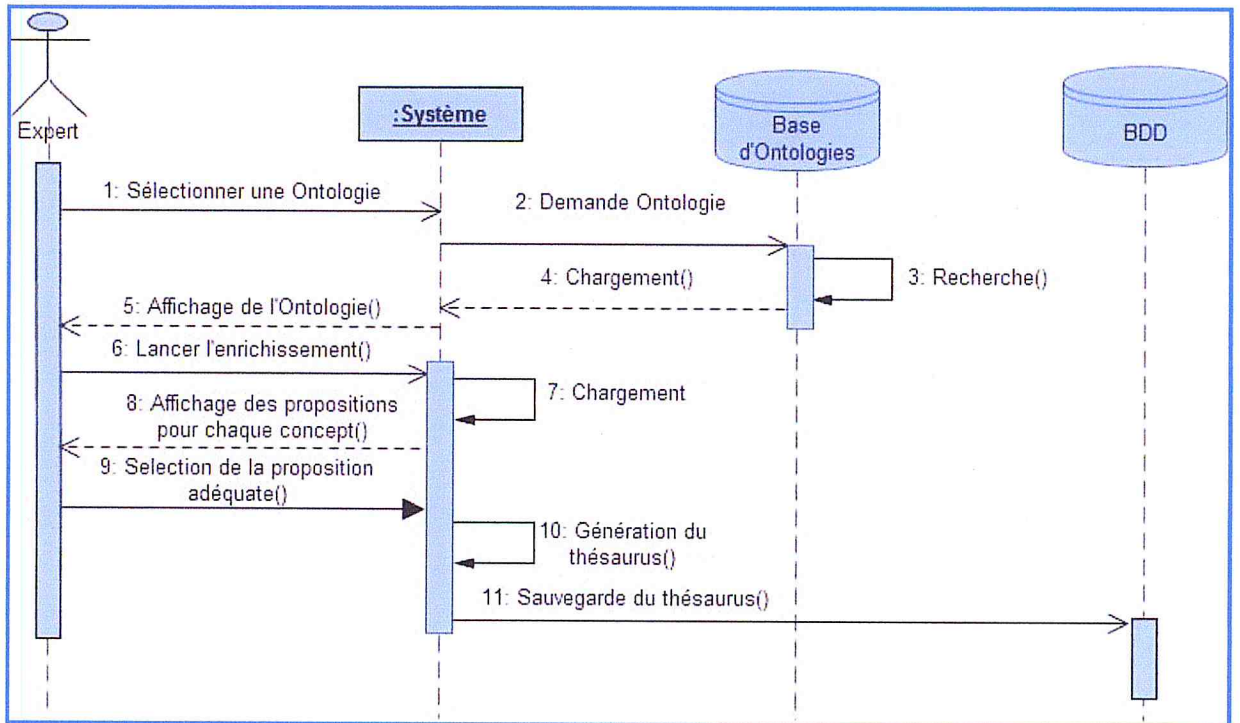 Expert
:Système
Base
d'Ontologies
BDD
1: Sélectionner une Ontologie
2: Demande Ontologie
3: Recherche()
4: Chargement()
5: Affichage de l'Ontologie()
6: Lancer l'enrichissement()
7: Chargement
8: Affichage des propositions
pour chaque concept()
9: Selection de la proposition
adéquate()
10: Génération du
thésaurus()
11: Sauvegarde du thésaurus()